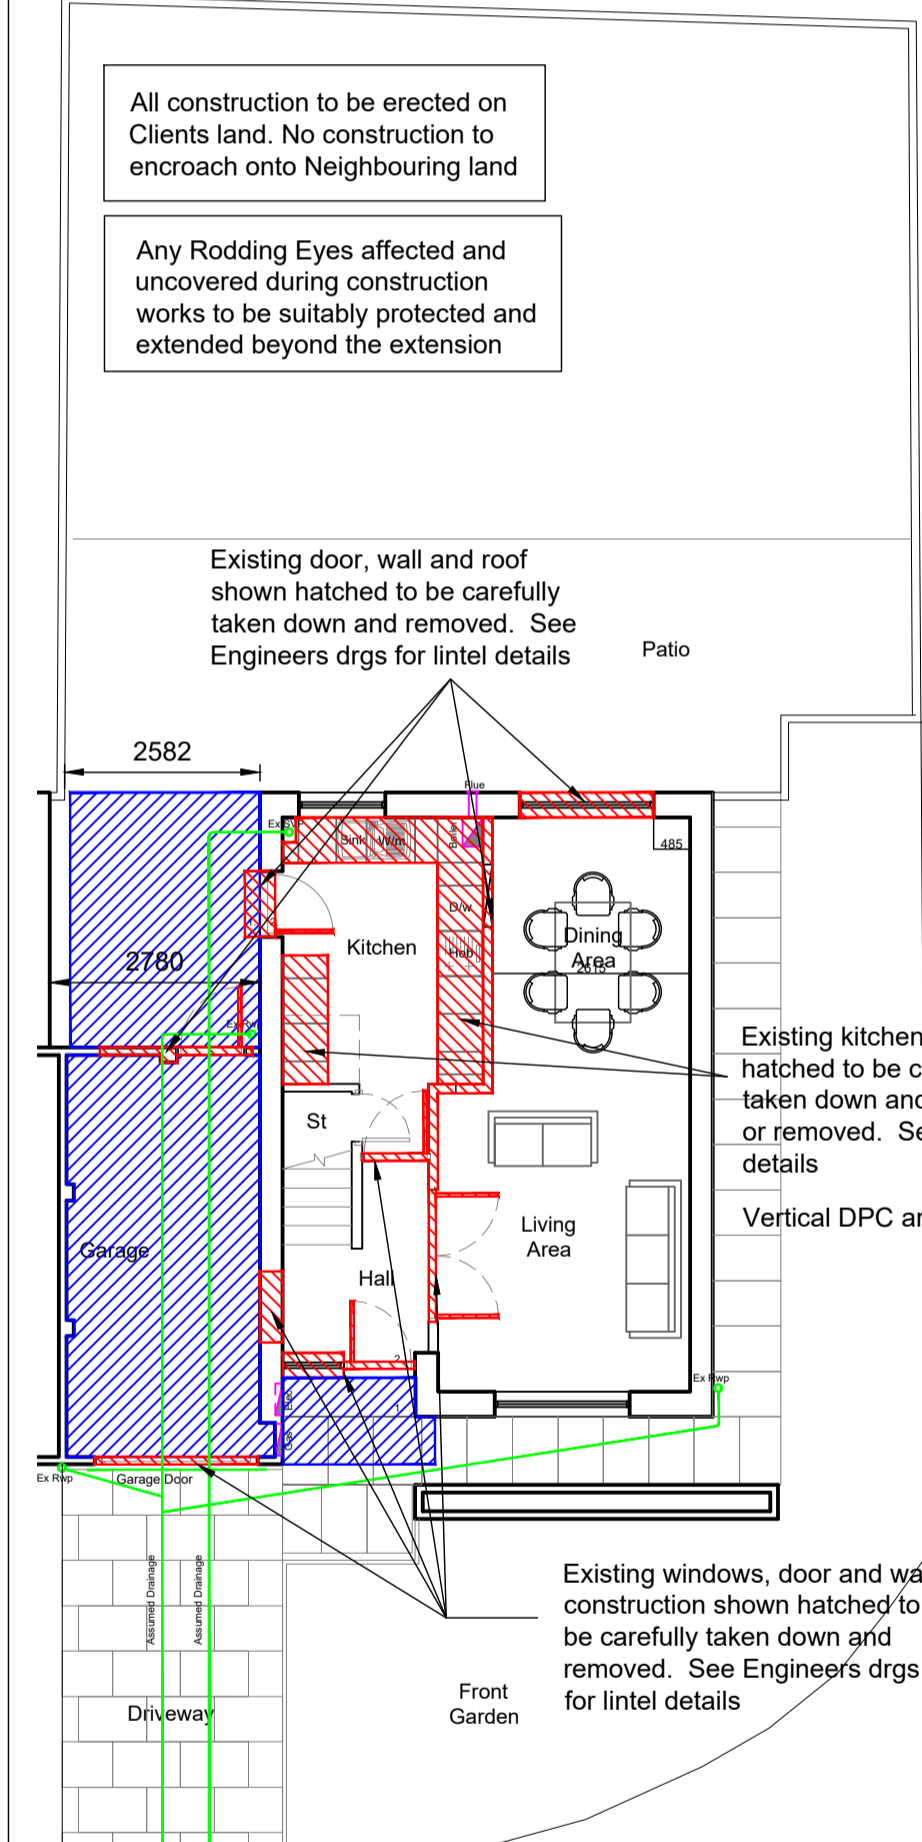 All construction to be erected on
Clients land. No construction to
encroach onto Neighbouring land
Any Rodding Eyes affected and
uncovered during construction
works to be suitably protected and
extended beyond the extension
Existing door, wall and roof
shown hatched to be carefully
taken down and removed. See
Engineers drgs for lintel details
Patio
2582
Flue
Ex SVP
Sink
W/m
Boiler
485
D/w
Kitchen
Dining
Area
Hob
2615
2780
Ex Rwp
Existing kitchen
hatched to be c
taken down and
or removed. Se
details
St
Vertical DPC ar
Living
Area
Garage
Hall
2
1
Elec
Gas
Ex Rwp
Ex Rwp
Garage Door
Assumed Drainage
Assumed Drainage
Existing windows, door and wa
construction shown hatched to
be carefully taken down and
removed. See Engineers drgs
for lintel details
Front
Garden
Driveway